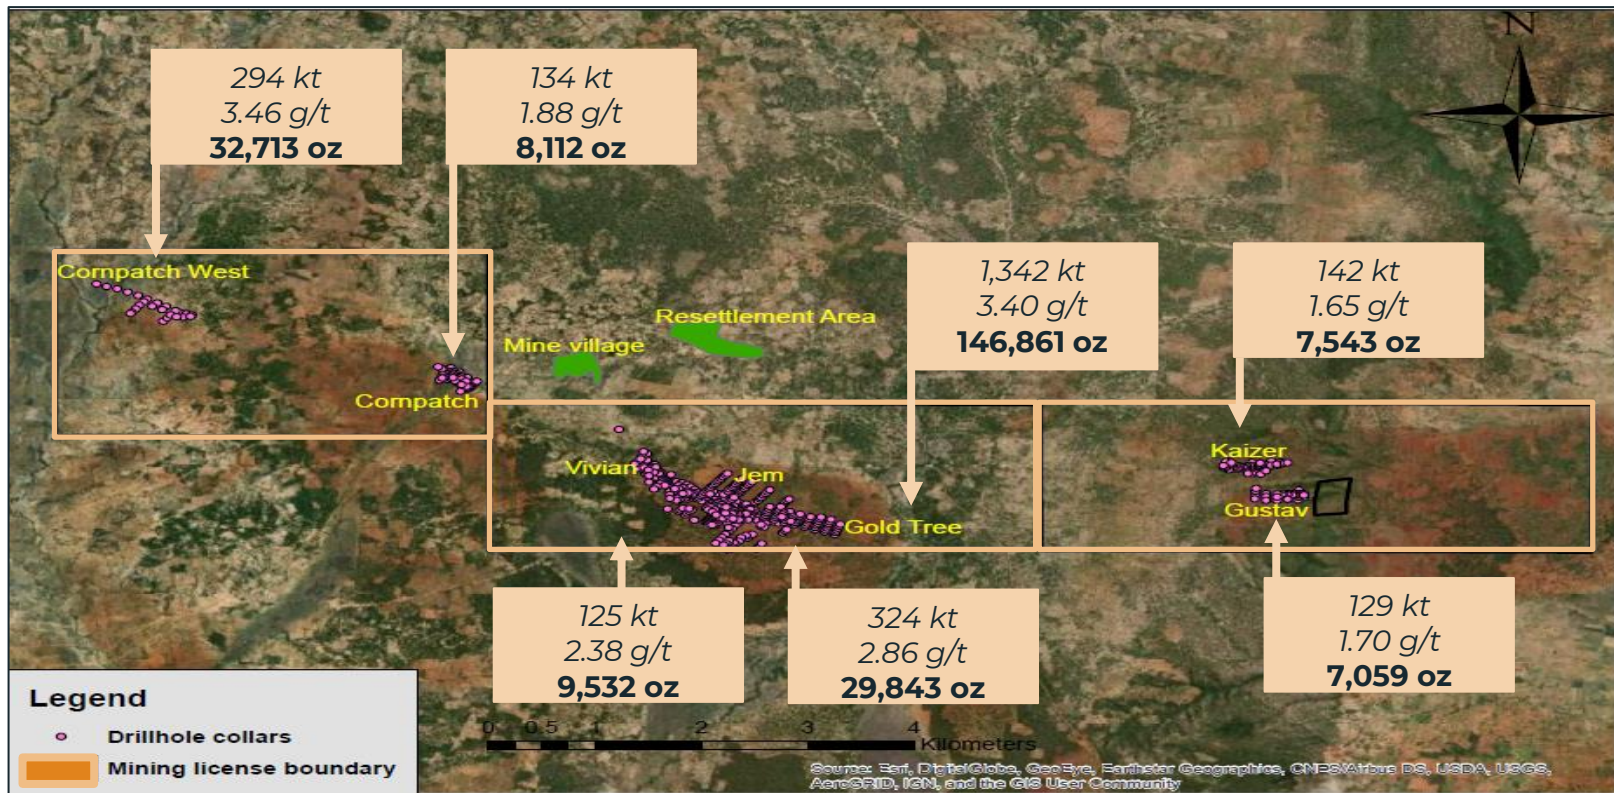 N
294 kt
3.46 g/t
32,713 oz
134 kt
1.88 g/t
8,112 oz
1,342 kt
3.40 g/t
146,861 oz
142 kt
1.65 g/t
7,543 oz
Cornpatch West
Resettlement Area
Mine village
Cornpatch
Vivian
Jem
Gold Tree
Kaizer
Gustav
125 kt
2.38 g/t
9,532 oz
324 kt
2.86 g/t
29,843 oz
129 kt
1.70 g/t
7,059 oz
Legend
Drillhole collars
Mining license boundary
0 0.5 1 2 3 4
Kilometers
Source: Esri, DigitalGlobe, GeoEye, Earthstar Geographics, CNES/Airbus DS, USDA, USGS,
AeroGRID, IGN, and the GIS User Community